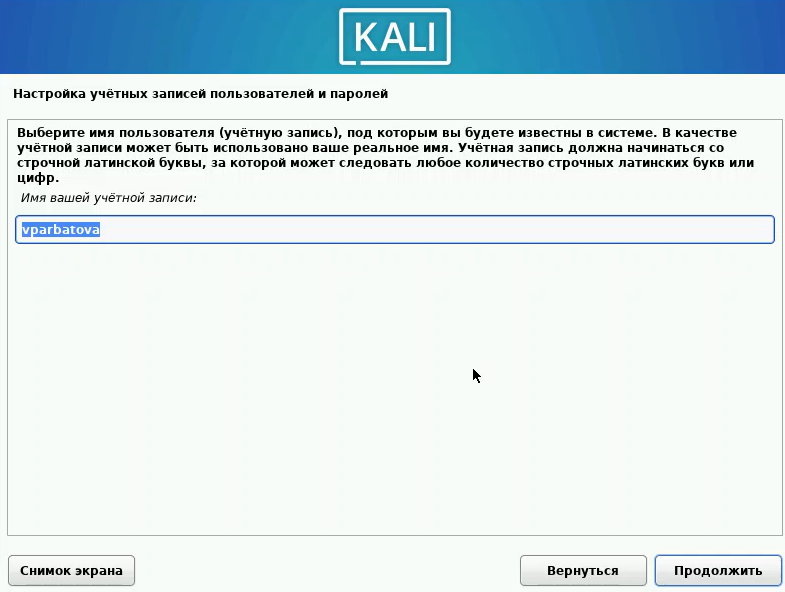 KALI
Настройка учётных записей пользователей и паролей
Выберите имя пользователя (учётную запись), под которым вы будете известны в системе. В качестве
учётной записи может быть использовано ваше реальное имя. Учётная запись должна начинаться со
строчной латинской буквы, за которой может следовать любое количество строчных латинских букв или
цифр.
Имя вашей учётной записи:
vparbatova
Снимок экрана
Вернуться
Продолжить